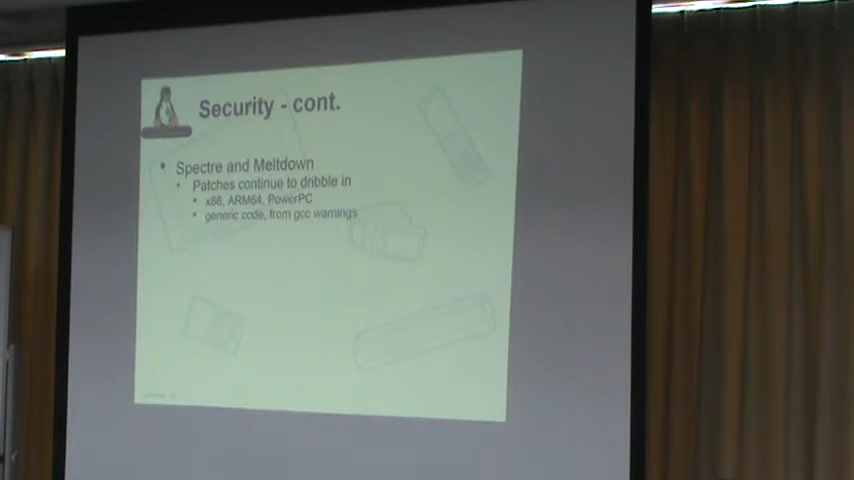 Security - cont.
• Spectre and Meltdown
• Patches continue to dribble in
• x86, ARM64, PowerPC
• generic code, from gcc warnings